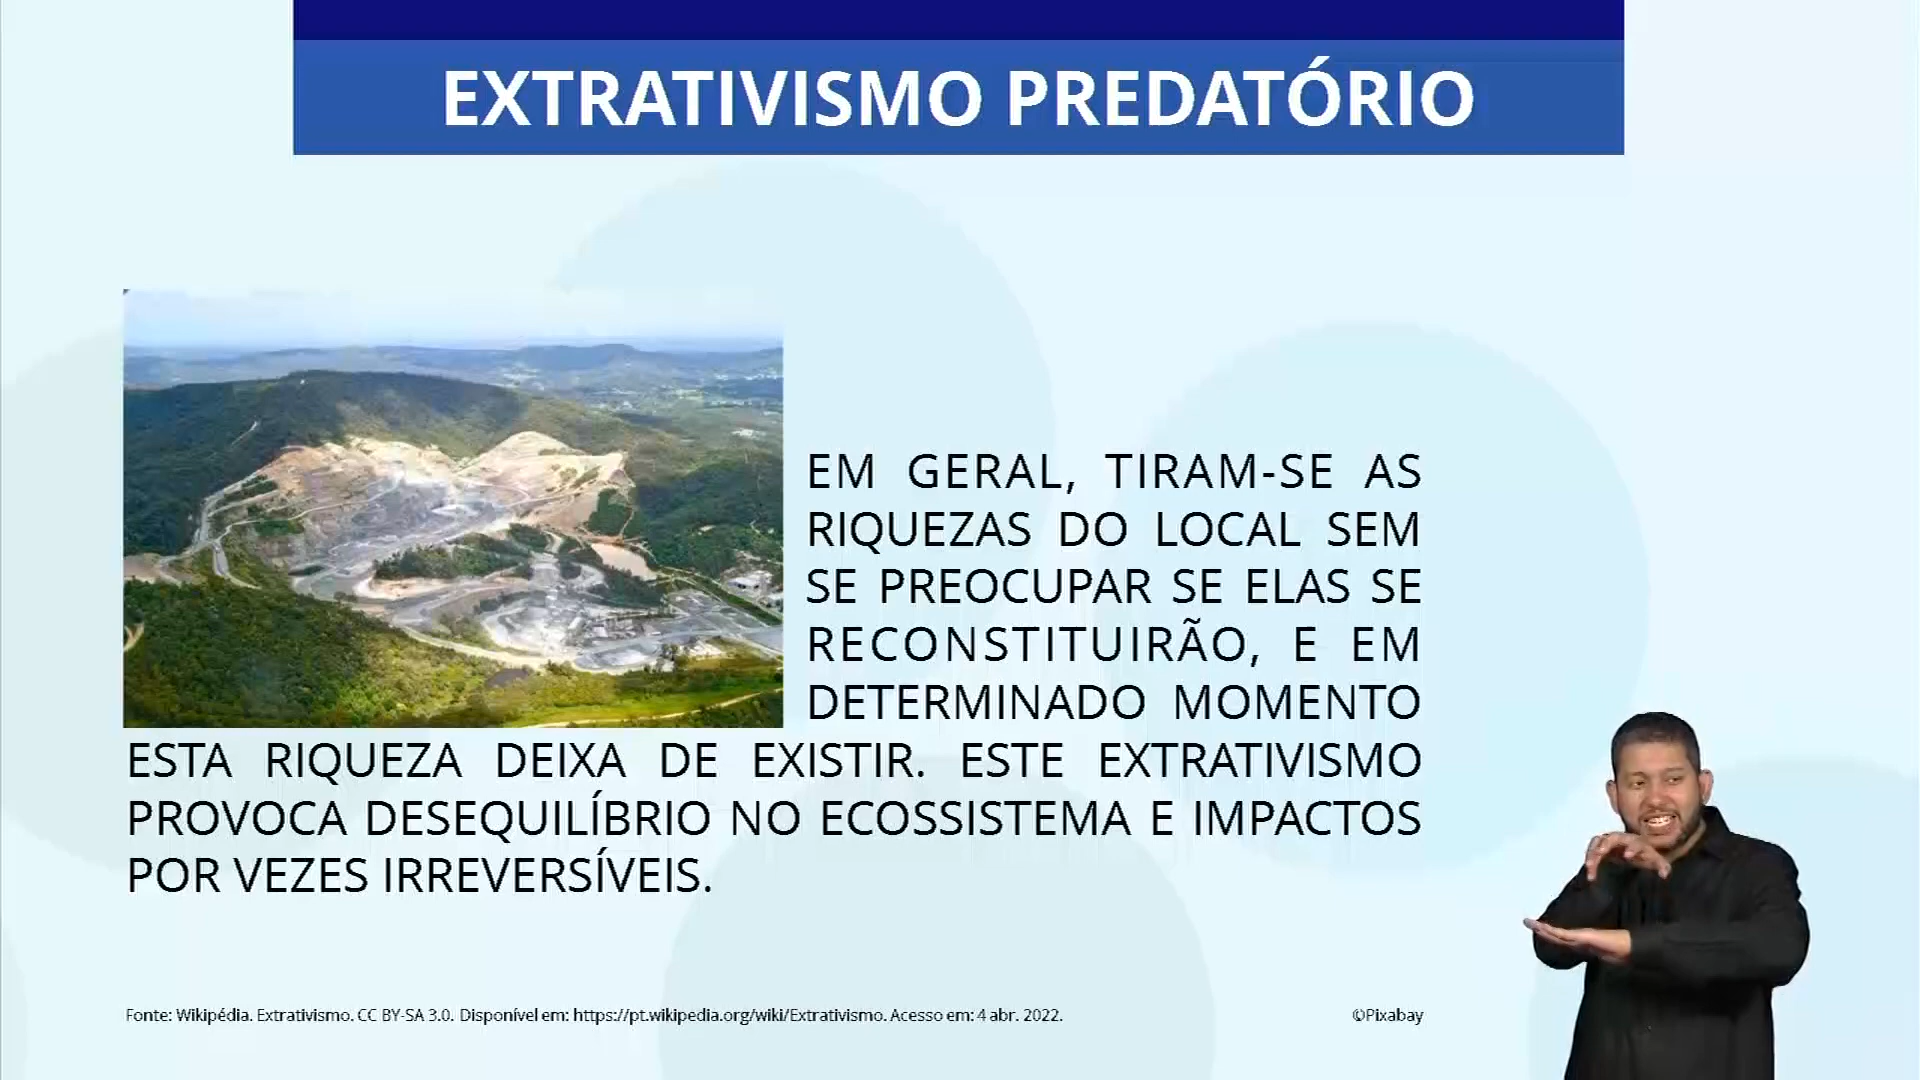 EXTRATIVISMO PREDATÓRIO
EM GERAL, TIRAM-SE AS
RIQUEZAS DO LOCAL SEM
SE PREOCUPAR SE ELAS SE
RECONSTITUIRÃO, E EM
DETERMINADO MOMENTO
ESTA RIQUEZA DEIXA DE EXISTIR. ESTE EXTRATIVISMO
PROVOCA DESEQUILÍBRIO NO ECOSSISTEMA E IMPACTOS
POR VEZES IRREVERSÍVEIS.
Fonte: Wikipédia. Extrativismo. CC BY-SA 3.0. Disponível em: https://pt.wikipedia.org/wiki/Extrativismo. Acesso em: 4 abr. 2022.
©Pixabay